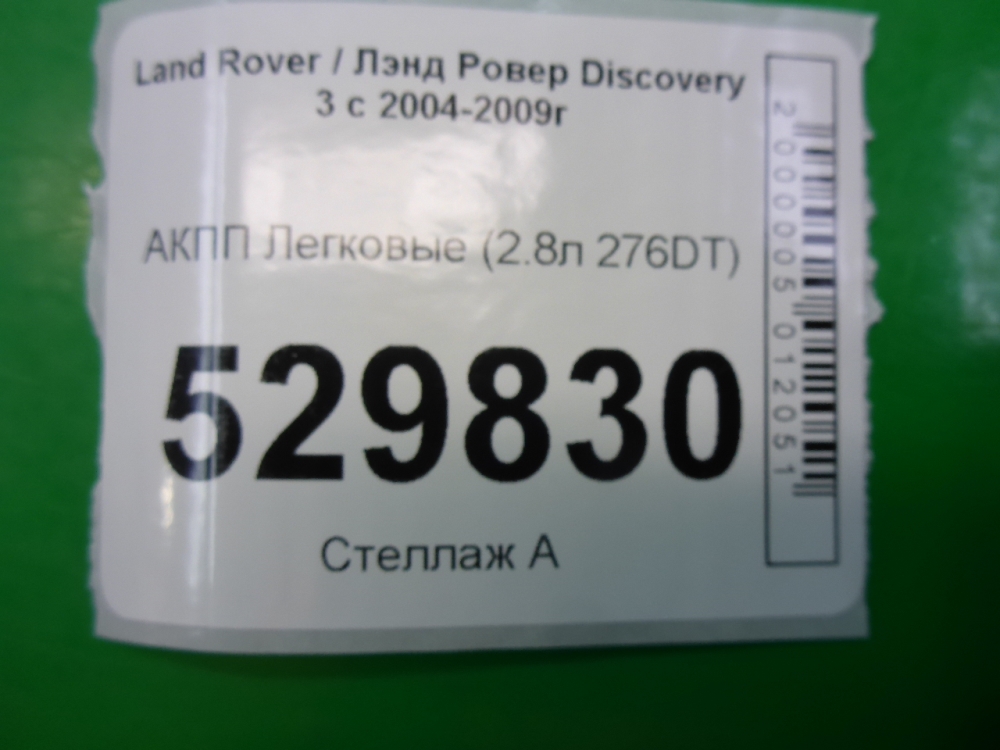 Land Rover / Лэнд Ровер Discovery
3 с 2004-2009г
АКПП Легковые (2.8л 276DT)
529830
Стеллаж А
2000005012051